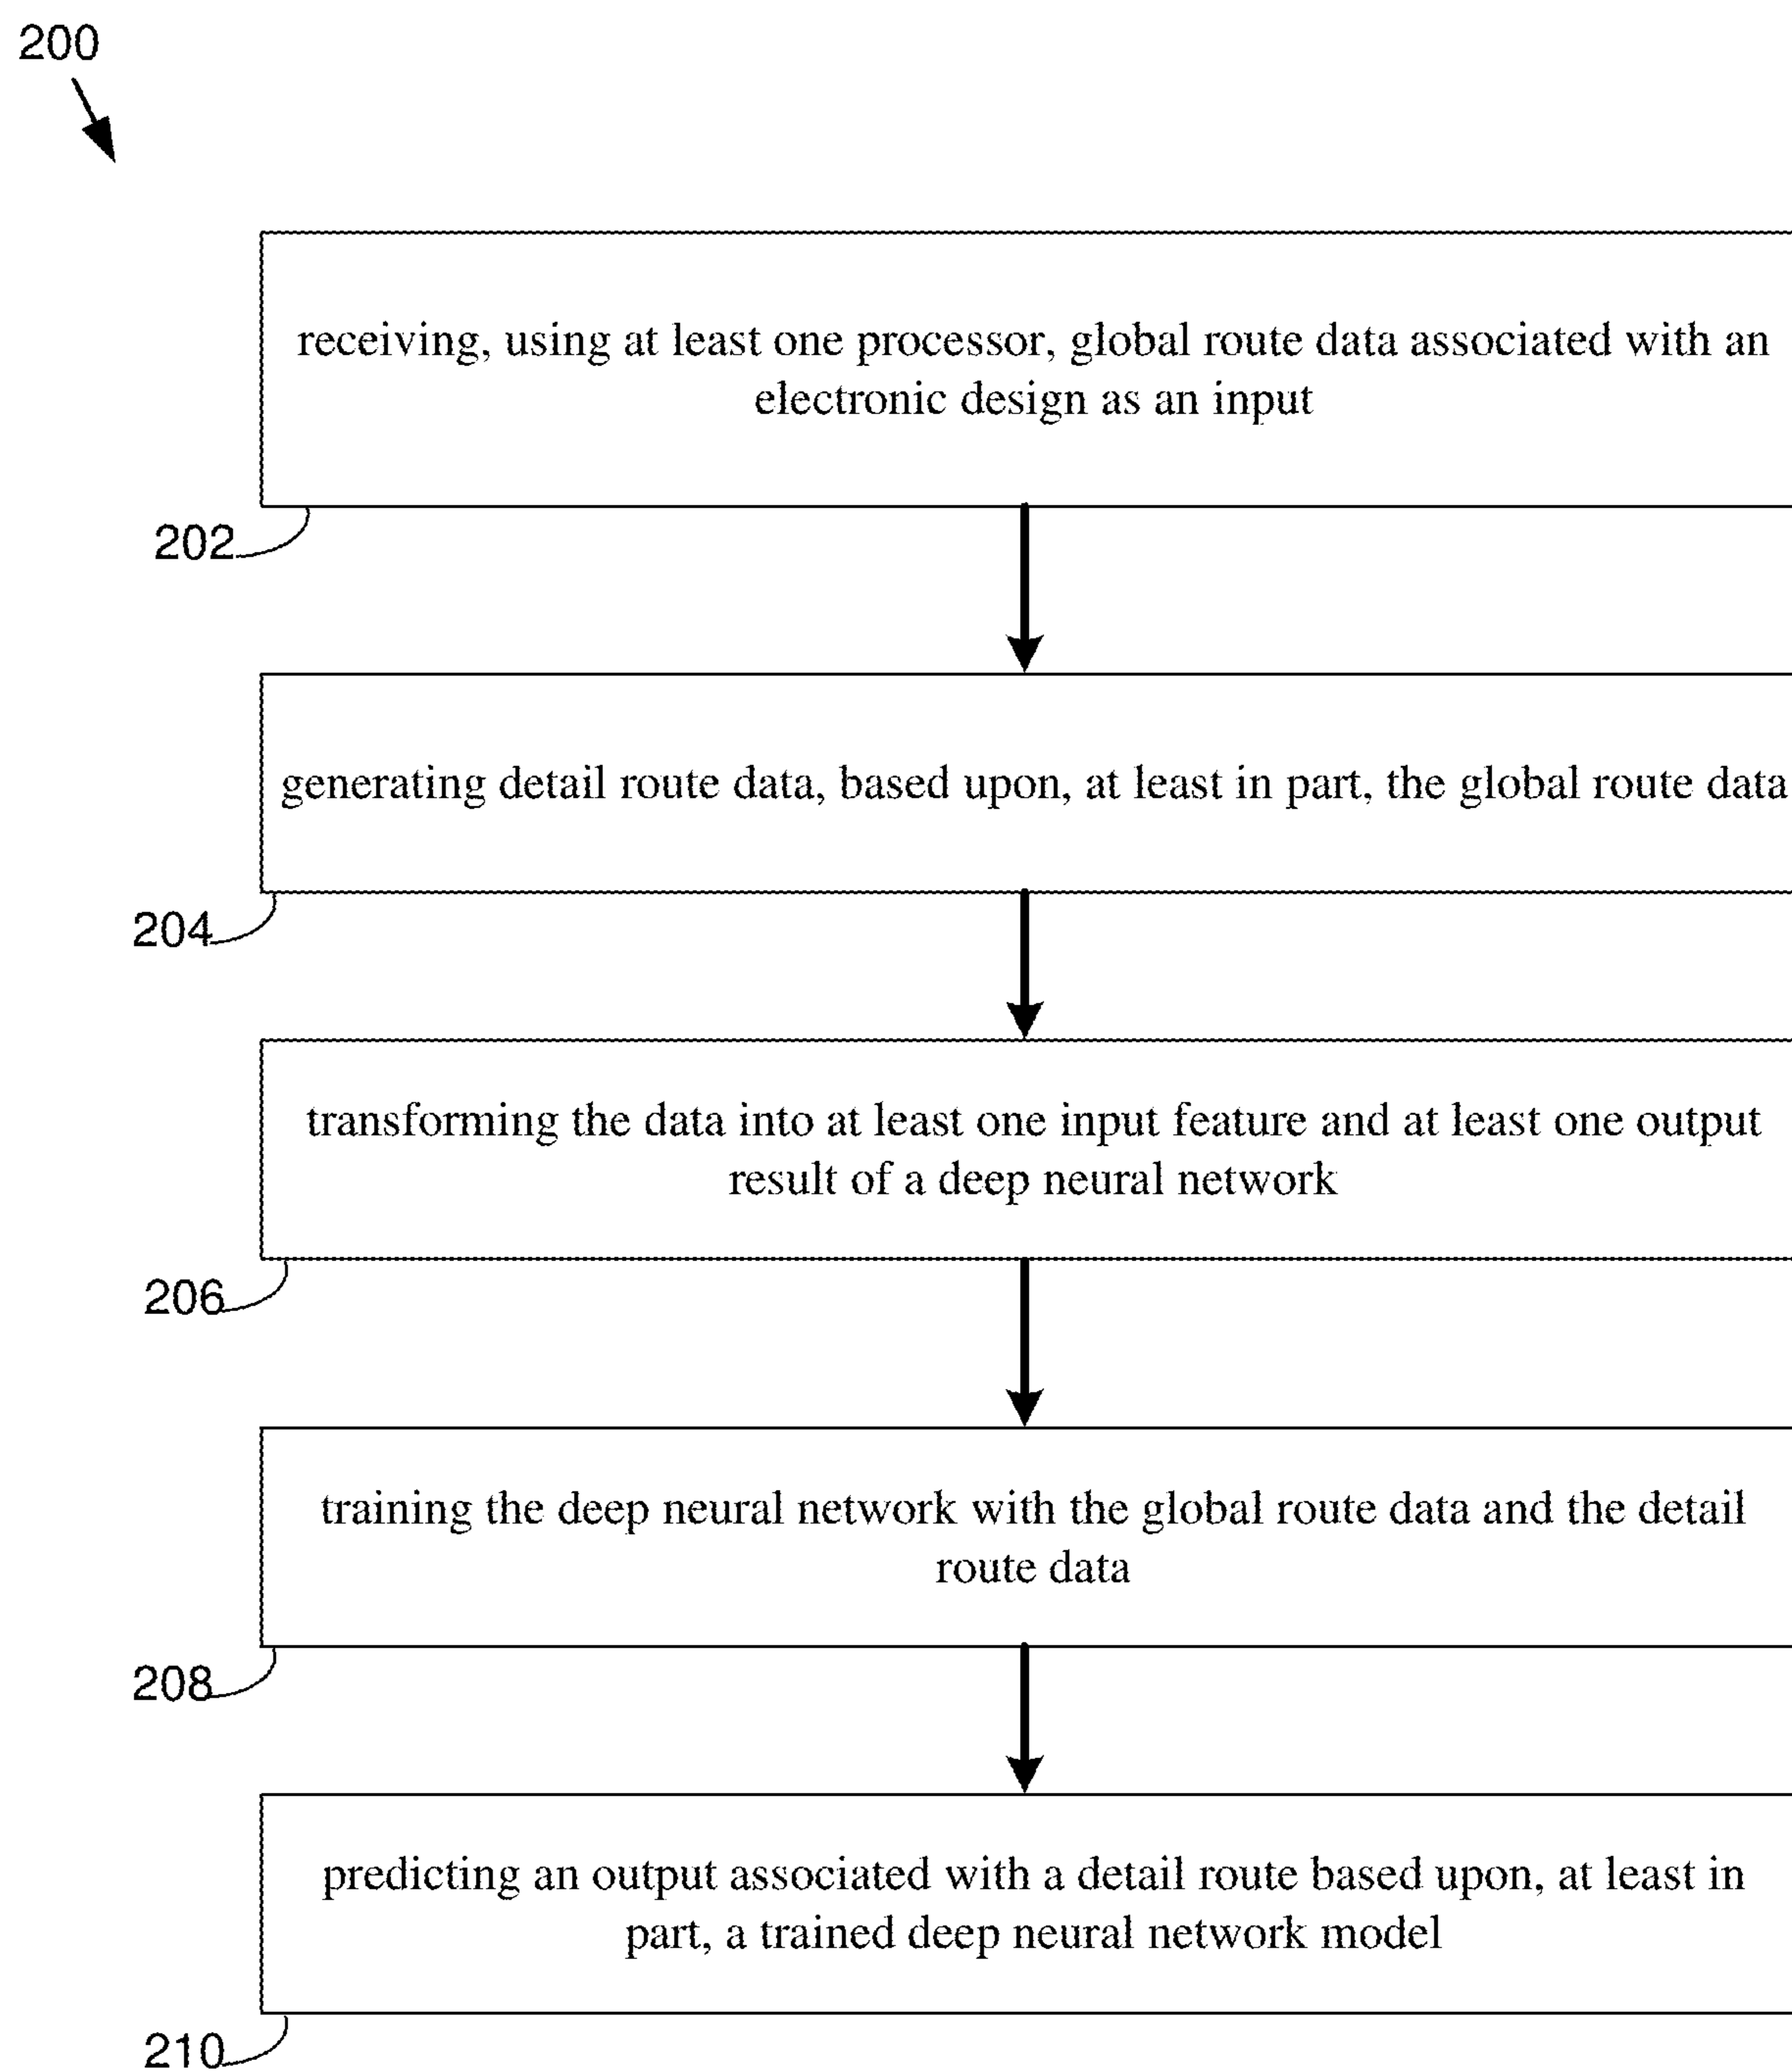 200
receiving, using at least one processor, global route data associated with an
electronic design as an input
202
generating detail route data, based upon, at least in part, the global route data
204
transforming the data into at least one input feature and at least one output
result of a deep neural network
206
training the deep neural network with the global route data and the detail
route data
208
predicting an output associated with a detail route based upon, at least in
part, a trained deep neural network model
210